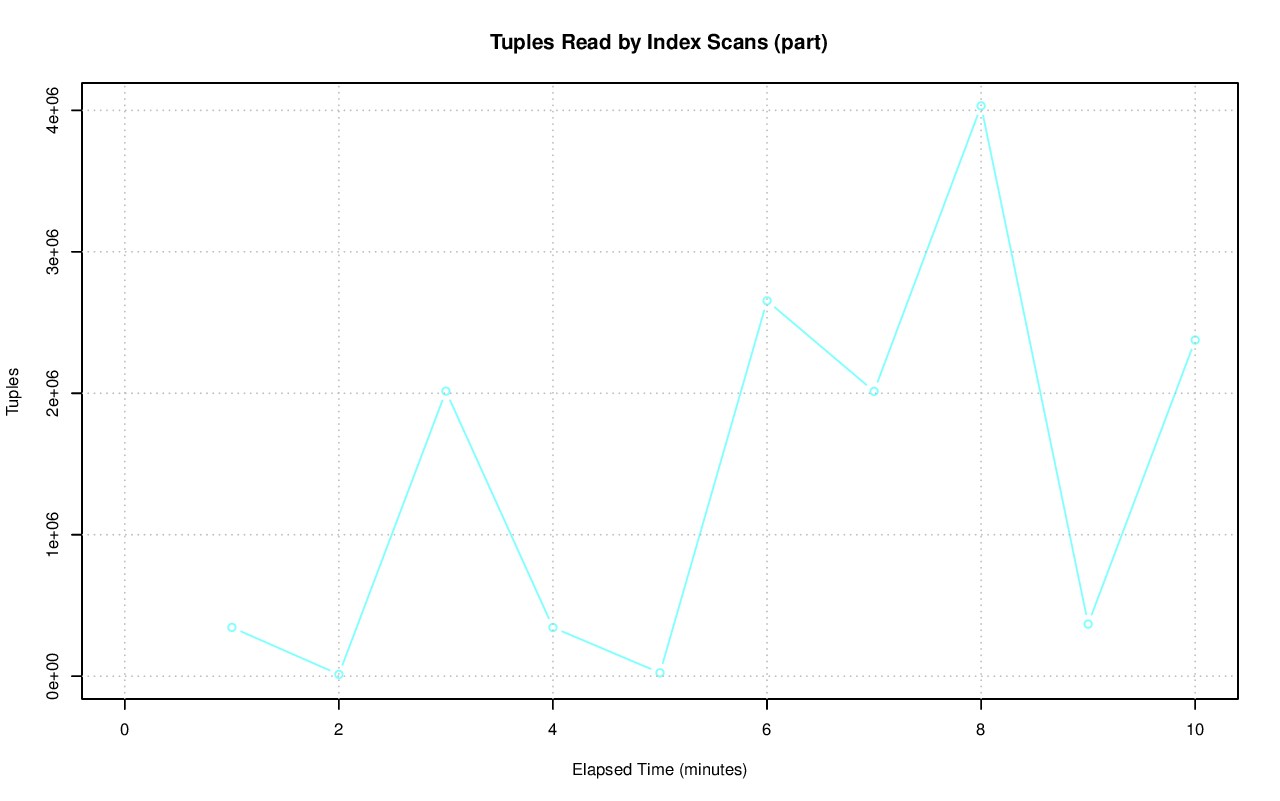 Tuples Read by Index Scans (part)
Tuples
4e+06
3e+06
2e+06
1e+06
0e+00
0 2 4 6 8 10
Elapsed Time (minutes)